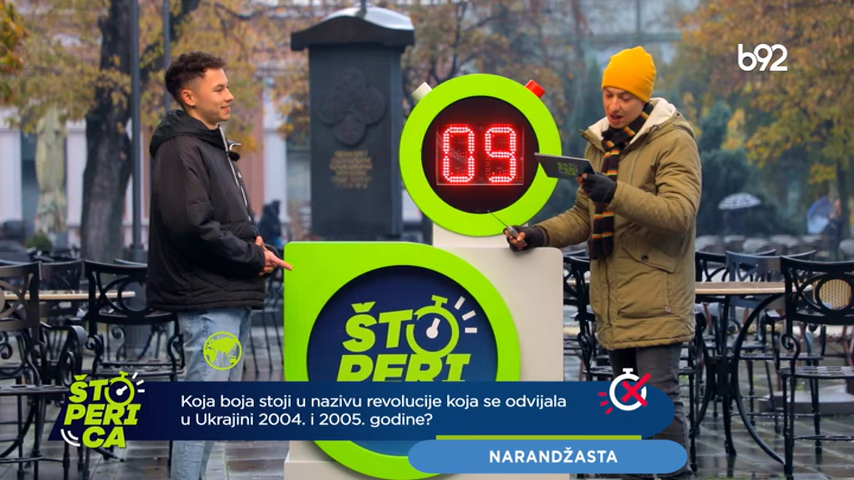 b92
09
ŠTO
PERI
ŠTO
PERI
CA
Koja boja stoji u nazivu revolucije koja se odvijala
u Ukrajini 2004. i 2005. godine?
NARANDŽASTA